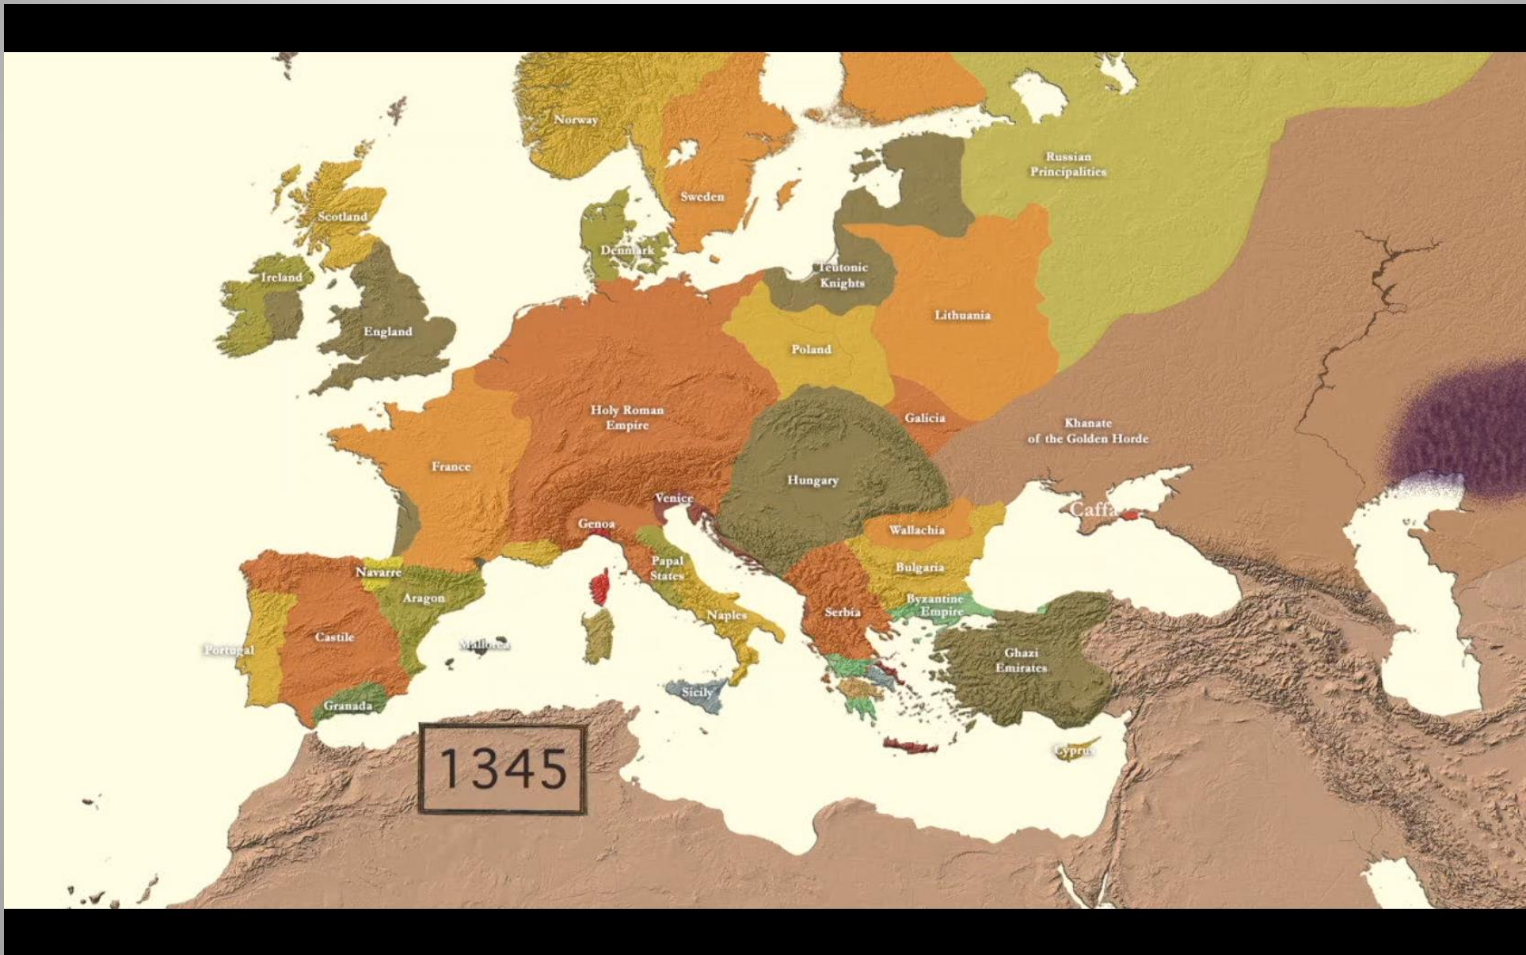 Norway
Russian
Principalities
Sweden
Scotland
Denmark
Teutonic
Knights
Ireland
Lithuania
England
Poland
Holy Roman
Empire
Galicia
Khanate
of the Golden Horde
France
Hungary
Venice
Caffa
Genoa
Wallachia
Papal
States
Bulgaria
Navarre
Aragon
Byzantine
Empire
Naples
Serbia
Castile
Portugal
Mallorca
Ghazi
Emirates
Sicily
Granada
Cyprus
1345